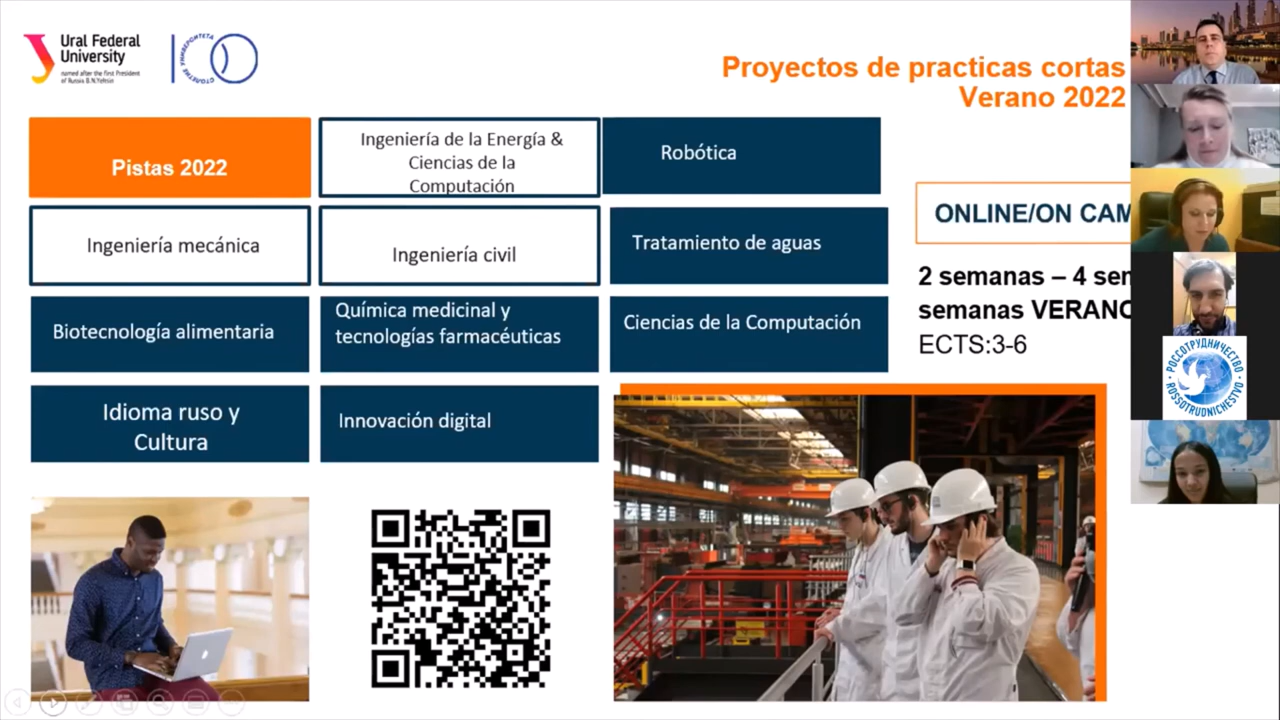 Ural Federal
University
named after the first President
of Russia B.N.Yeltsin
СТОЛЕТИЕ УНИВЕРСИТЕТА
Proyectos de practicas cortas
Verano 2022
Pistas 2022
Ingeniería de la Energía &
Ciencias de la
Computación
Robótica
Ingeniería mecánica
Ingeniería civil
Tratamiento de aguas
Biotecnología alimentaria
Química medicinal y
tecnologías farmacéuticas
Ciencias de la Computación
Idioma ruso y
Cultura
Innovación digital
ONLINE/ON CAM
2 semanas – 4 sem
semanas VERANO
ECTS:3-6
РОССОТРУДНИЧЕСТВО
ROSSOTRUDNICHESTVO